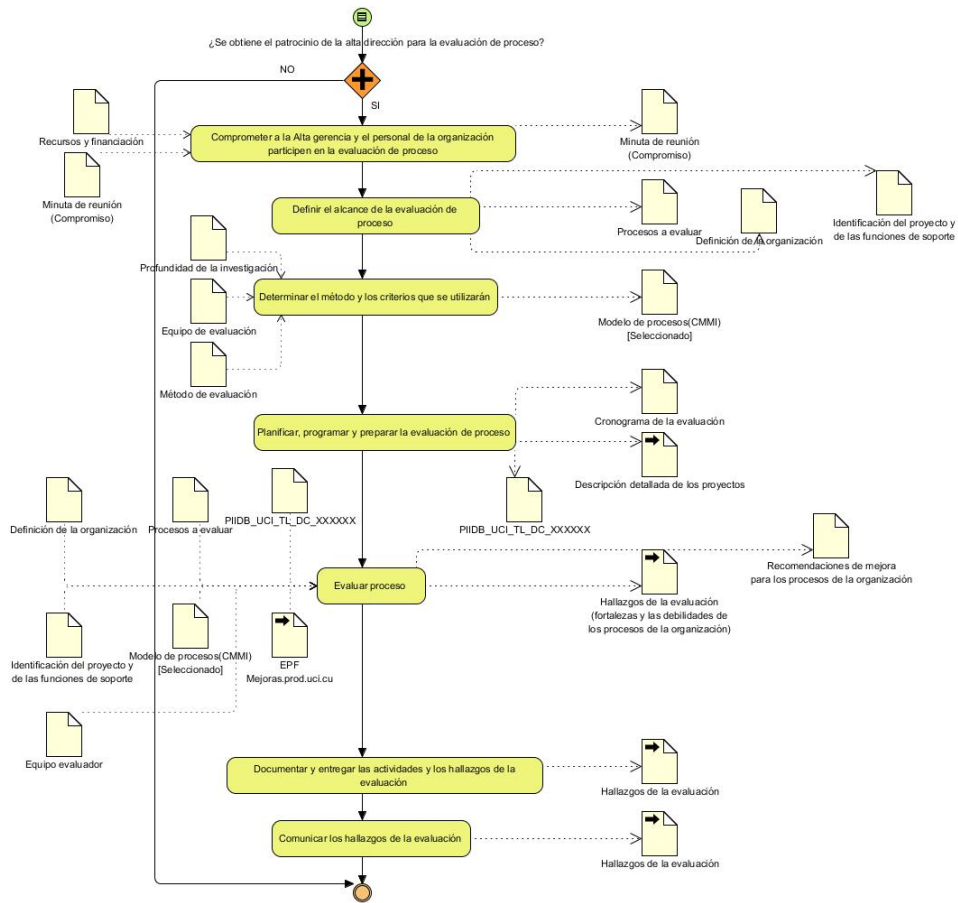 ¿Se obtiene el patrocinio de la alta dirección para la evaluación de proceso?
NO
SI
Recursos y financiación
Comprometer a la Alta gerencia y el personal de la organización
participen en la evaluación de proceso
Minuta de reunión
(Compromiso)
Minuta de reunión
(Compromiso)
Definir el alcance de la evaluación de
proceso
Procesos a evaluar
Definición de la organización
Identificación del proyecto y
de las funciones de soporte
Profundidad de la investigación
Determinar el método y los criterios que se utilizarán
Equipo de evaluación
Modelo de procesos(CMMI)
[Seleccionado]
Método de evaluación
Cronograma de la evaluación
Planificar, programar y preparar la evaluación de proceso
Descripción detallada de los proyectos
Definición de la organización
Procesos a evaluar
PIIDB_UCI_TL_DC_XXXXXX
PIIDB_UCI_TL_DC_XXXXXX
Recomendaciones de mejora
para los procesos de la organización
Evaluar proceso
Hallazgos de la evaluación
(fortalezas y las debilidades de
los procesos de la organización)
Identificación del proyecto y
de las funciones de soporte
Modelo de procesos(CMMI)
[Seleccionado]
EPF
Mejoras.prod.uci.cu
Equipo evaluador
Documentar y entregar las actividades y los hallazgos de la
evaluación
Hallazgos de la evaluación
Comunicar los hallazgos de la evaluación
Hallazgos de la evaluación